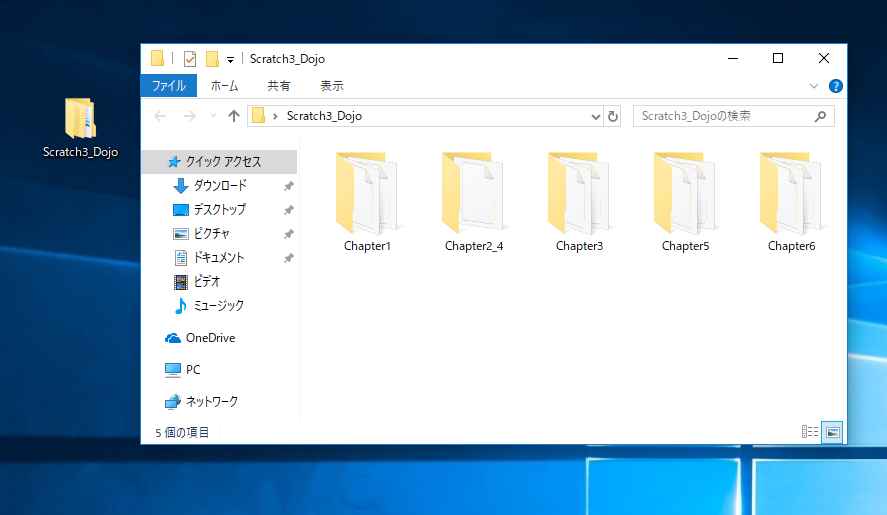 Scratch3_Dojo
ファイル ホーム 共有 表示
Scratch3_Dojo Scratch3_Dojoの検索
Scratch3_Dojo
クイック アクセス
ダウンロード
デスクトップ
ピクチャ
ドキュメント
ビデオ
ミュージック
OneDrive
PC
ネットワーク
Chapter1 Chapter2_4 Chapter3 Chapter5 Chapter6
5 個の項目